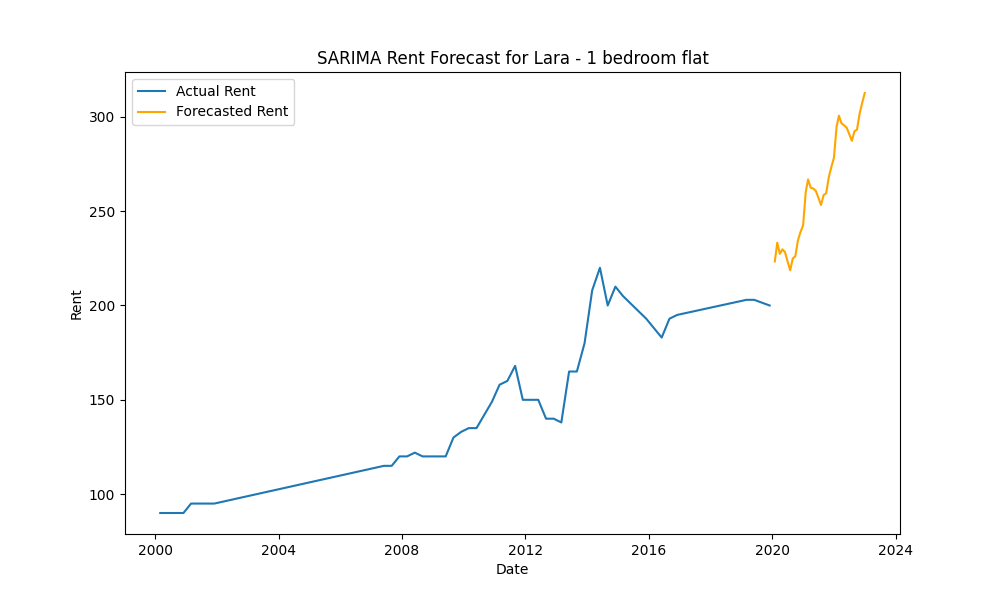 SARIMA Rent Forecast for Lara - 1 bedroom flat
Actual Rent
Forecasted Rent
300
250
200
150
100
Rent
2000 2004 2008 2012 2016 2020 2024
Date